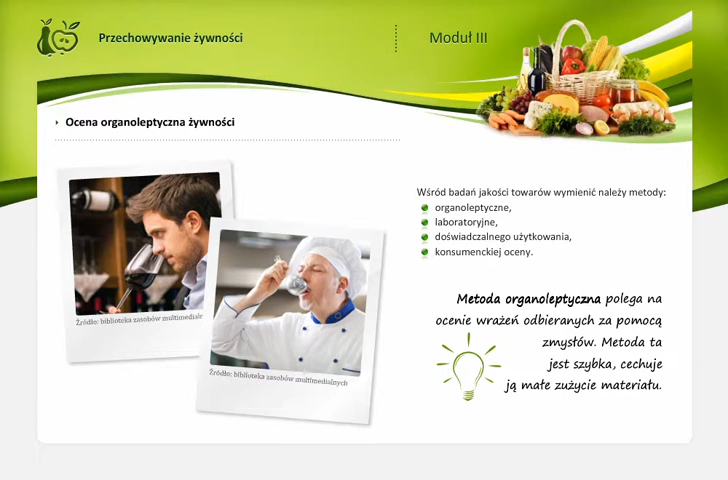 Przechowywanie żywności
Moduł III
Ocena organoleptyczna żywności
Źródło: biblioteka zasobów multimedialn
Źródło: biblioteka zasobów multimedialnych
Wśród badań jakości towarów wymienić należy metody:
organoleptyczne,
laboratoryjne,
doświadczalnego użytkowania,
konsumenckiej oceny.
Metoda organoleptyczna polega na
ocenie wrażeń odbieranych za pomocą
zmysłów. Metoda ta
jest szybka, cechuje
ją małe zużycie materiału.